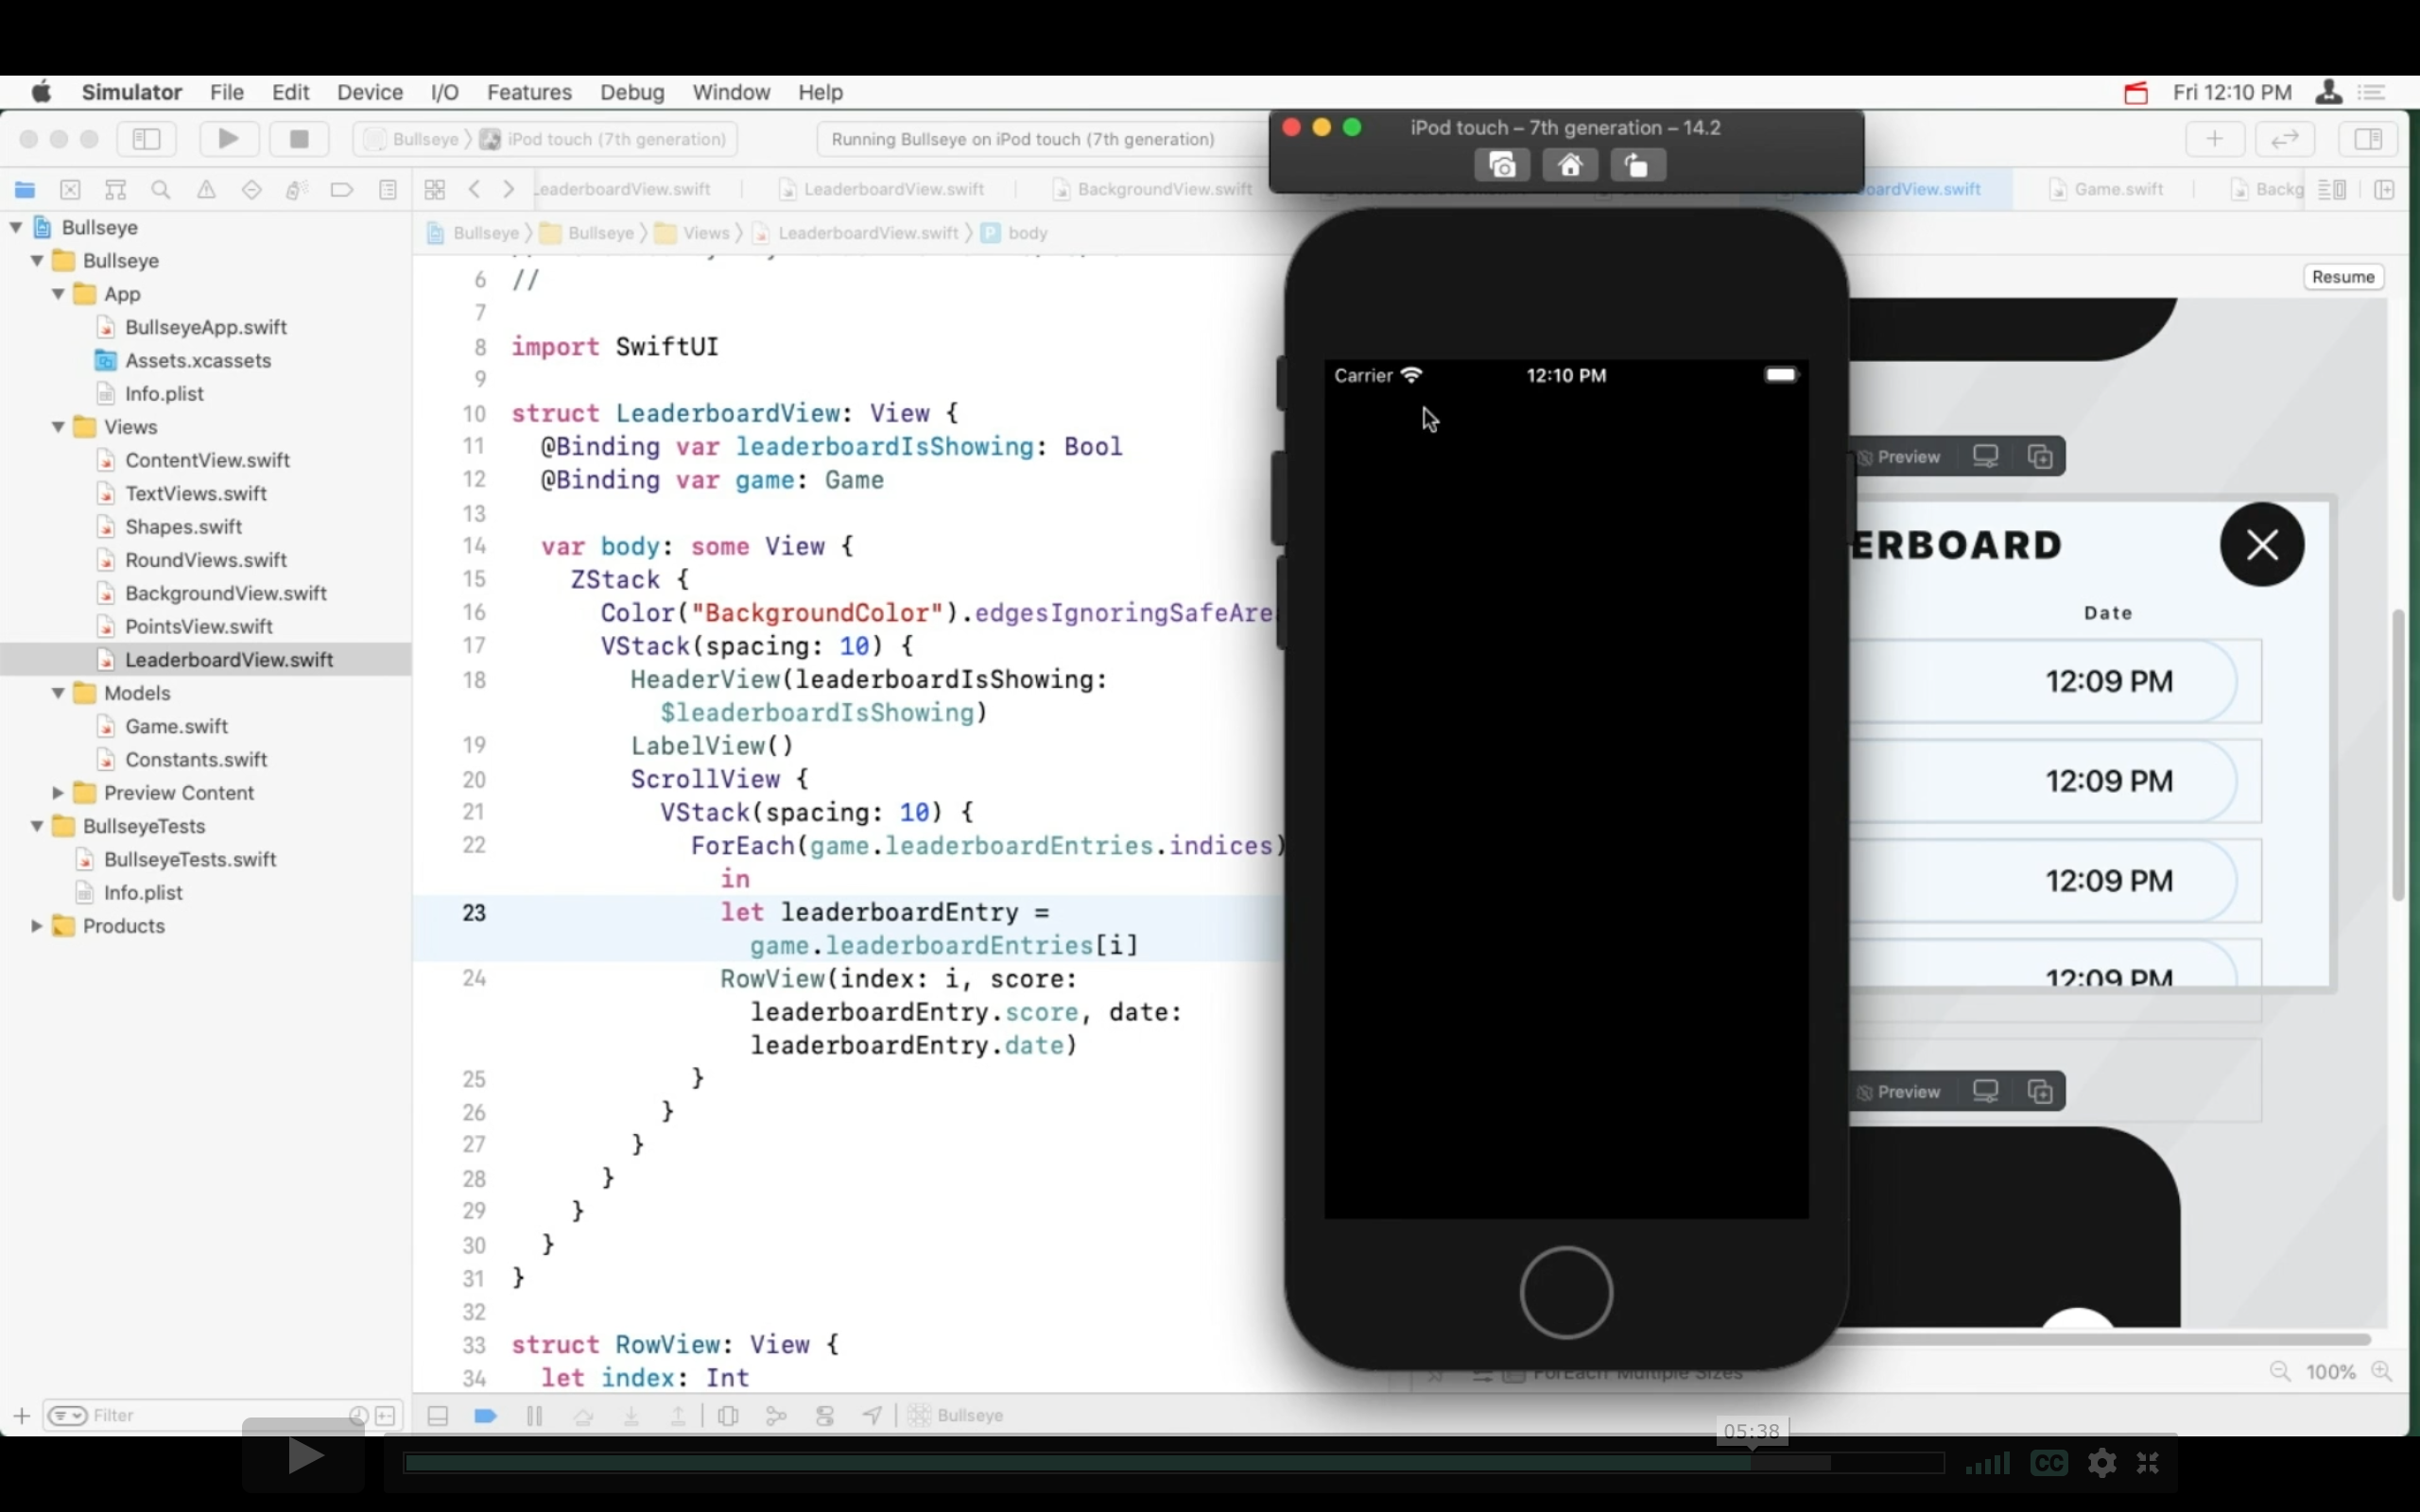 Simulator File Edit Device I/O Features Debug Window Help Fri 12:10 PM
Bullseye iPod touch (7th generation) Running Bullseye on iPod touch (7th generation)
iPod touch – 7th generation – 14.2
LeaderboardView.swift BackgroundView.swift Game.swift Backg
Bullseye Bullseye Views LeaderboardView.swift body
Resume
Bullseye
Bullseye
App
BullseyeApp.swift
Assets.xcassets
Info.plist
Views
ContentView.swift
TextViews.swift
Shapes.swift
RoundViews.swift
BackgroundView.swift
PointsView.swift
LeaderboardView.swift
Models
Game.swift
Constants.swift
Preview Content
BullseyeTests
BullseyeTests.swift
Info.plist
Products
Filter
6 //
7
8 import SwiftUI
9
10 struct LeaderboardView: View {
11 @Binding var leaderboardIsShowing: Bool
12 @Binding var game: Game
13
14 var body: some View {
15 ZStack {
16 Color("BackgroundColor").edgesIgnoringSafeAre
17 VStack(spacing: 10) {
18 HeaderView(leaderboardIsShowing:
$leaderboardIsShowing)
19 LabelView()
20 ScrollView {
21 VStack(spacing: 10) {
22 ForEach(game.leaderboardEntries.indices)
in
23 let leaderboardEntry =
game.leaderboardEntries[i]
24 RowView(index: i, score:
leaderboardEntry.score, date:
leaderboardEntry.date)
25 }
26 }
27 }
28 }
29 }
30 }
31 }
32
33 struct RowView: View {
34 let index: Int
Bullseye
Carrier 12:10 PM
Preview
ERBOARD
Date
12:09 PM
12:09 PM
12:09 PM
12:09 PM
Preview
ForEach Multiple Sizes
100%
05:38
CC